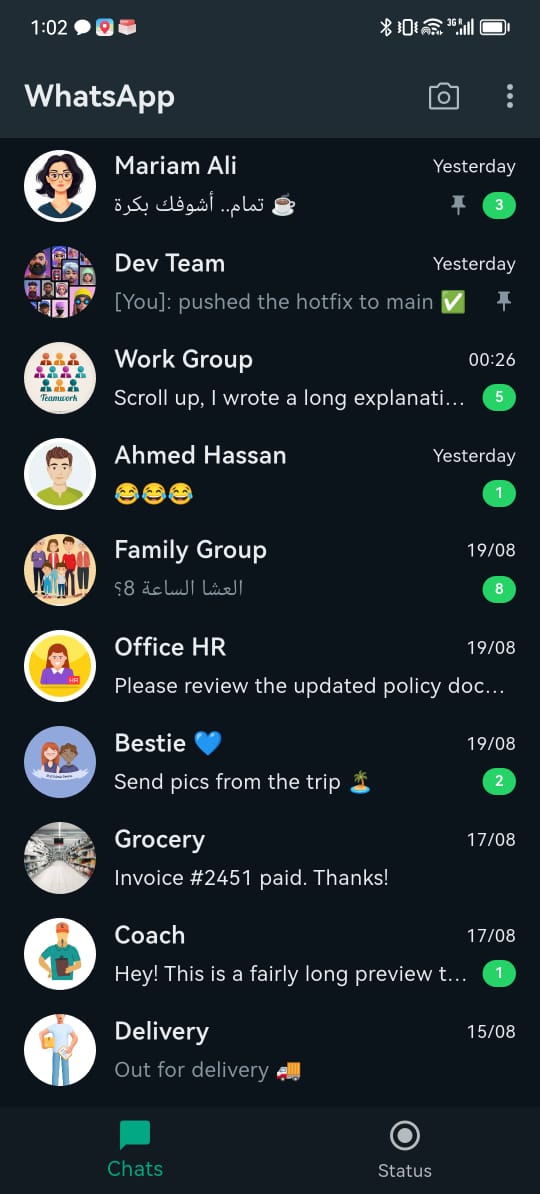 1:02
3G R
WhatsApp
Mariam Ali
Yesterday
تمام.. أشوفك بكرة ☕
3
Dev Team
Yesterday
[You]: pushed the hotfix to main ✅
Work Group
00:26
Scroll up, I wrote a long explanati...
5
Teamwork
Ahmed Hassan
Yesterday
😂😂😂
1
Family Group
19/08
العشا الساعة 8؟
8
Office HR
19/08
Please review the updated policy doc...
HR
Bestie 💙
19/08
Send pics from the trip 🏝️
2
Grocery
17/08
Invoice #2451 paid. Thanks!
Coach
17/08
Hey! This is a fairly long preview t...
1
Delivery
15/08
Out for delivery 🚚
Chats
Status